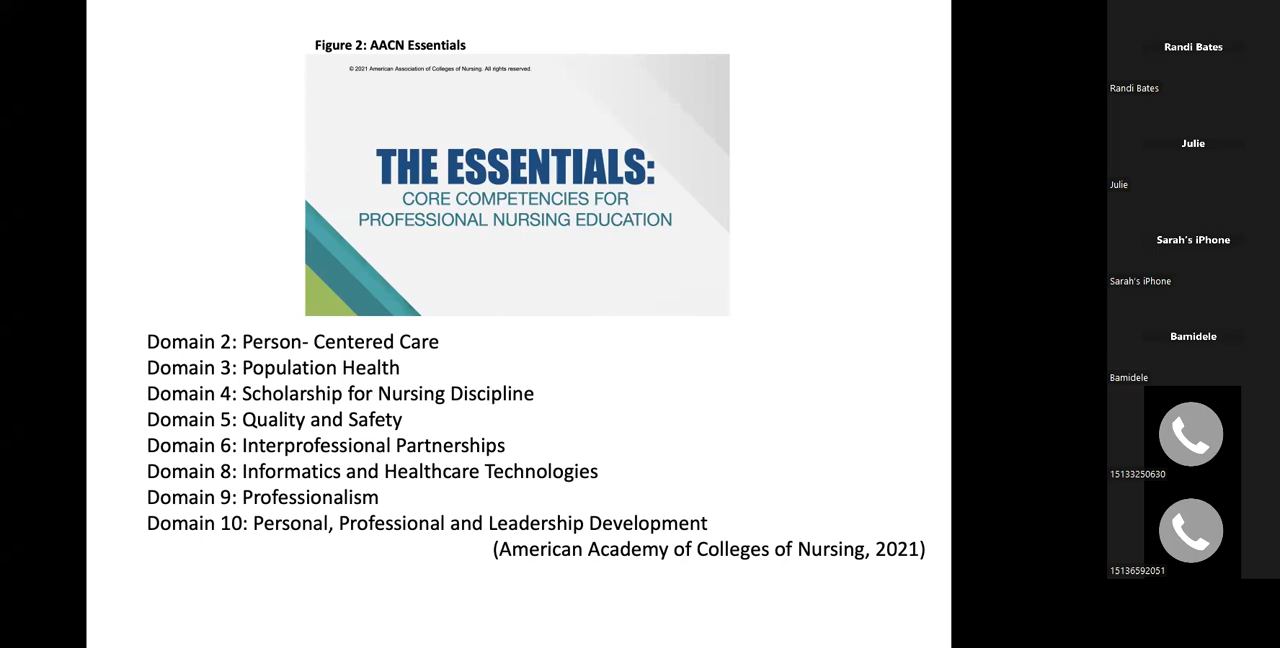 Figure 2: AACN Essentials
© 2021 American Association of Colleges of Nursing. All rights reserved.
THE ESSENTIALS:
CORE COMPETENCIES FOR
PROFESSIONAL NURSING EDUCATION
Domain 2: Person- Centered Care
Domain 3: Population Health
Domain 4: Scholarship for Nursing Discipline
Domain 5: Quality and Safety
Domain 6: Interprofessional Partnerships
Domain 8: Informatics and Healthcare Technologies
Domain 9: Professionalism
Domain 10: Personal, Professional and Leadership Development
(American Academy of Colleges of Nursing, 2021)
Randi Bates
Randi Bates
Julie
Julie
Sarah's iPhone
Sarah's iPhone
Bamidele
Bamidele
15133250630
15136592051